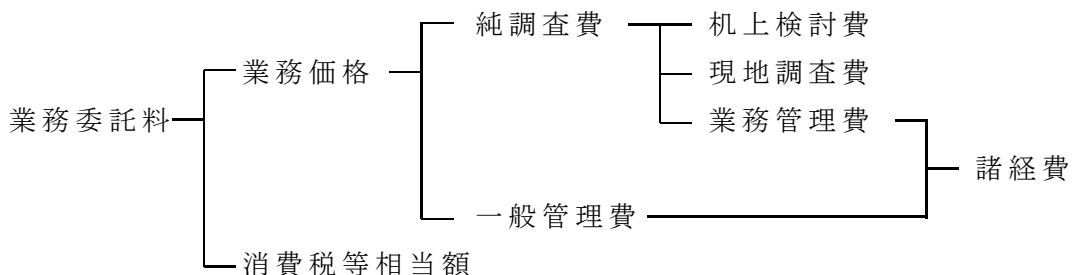 純調査費 机上検討費
業務価格 現地調査費
業務委託料 業務管理費
諸経費
一般管理費
消費税等相当額